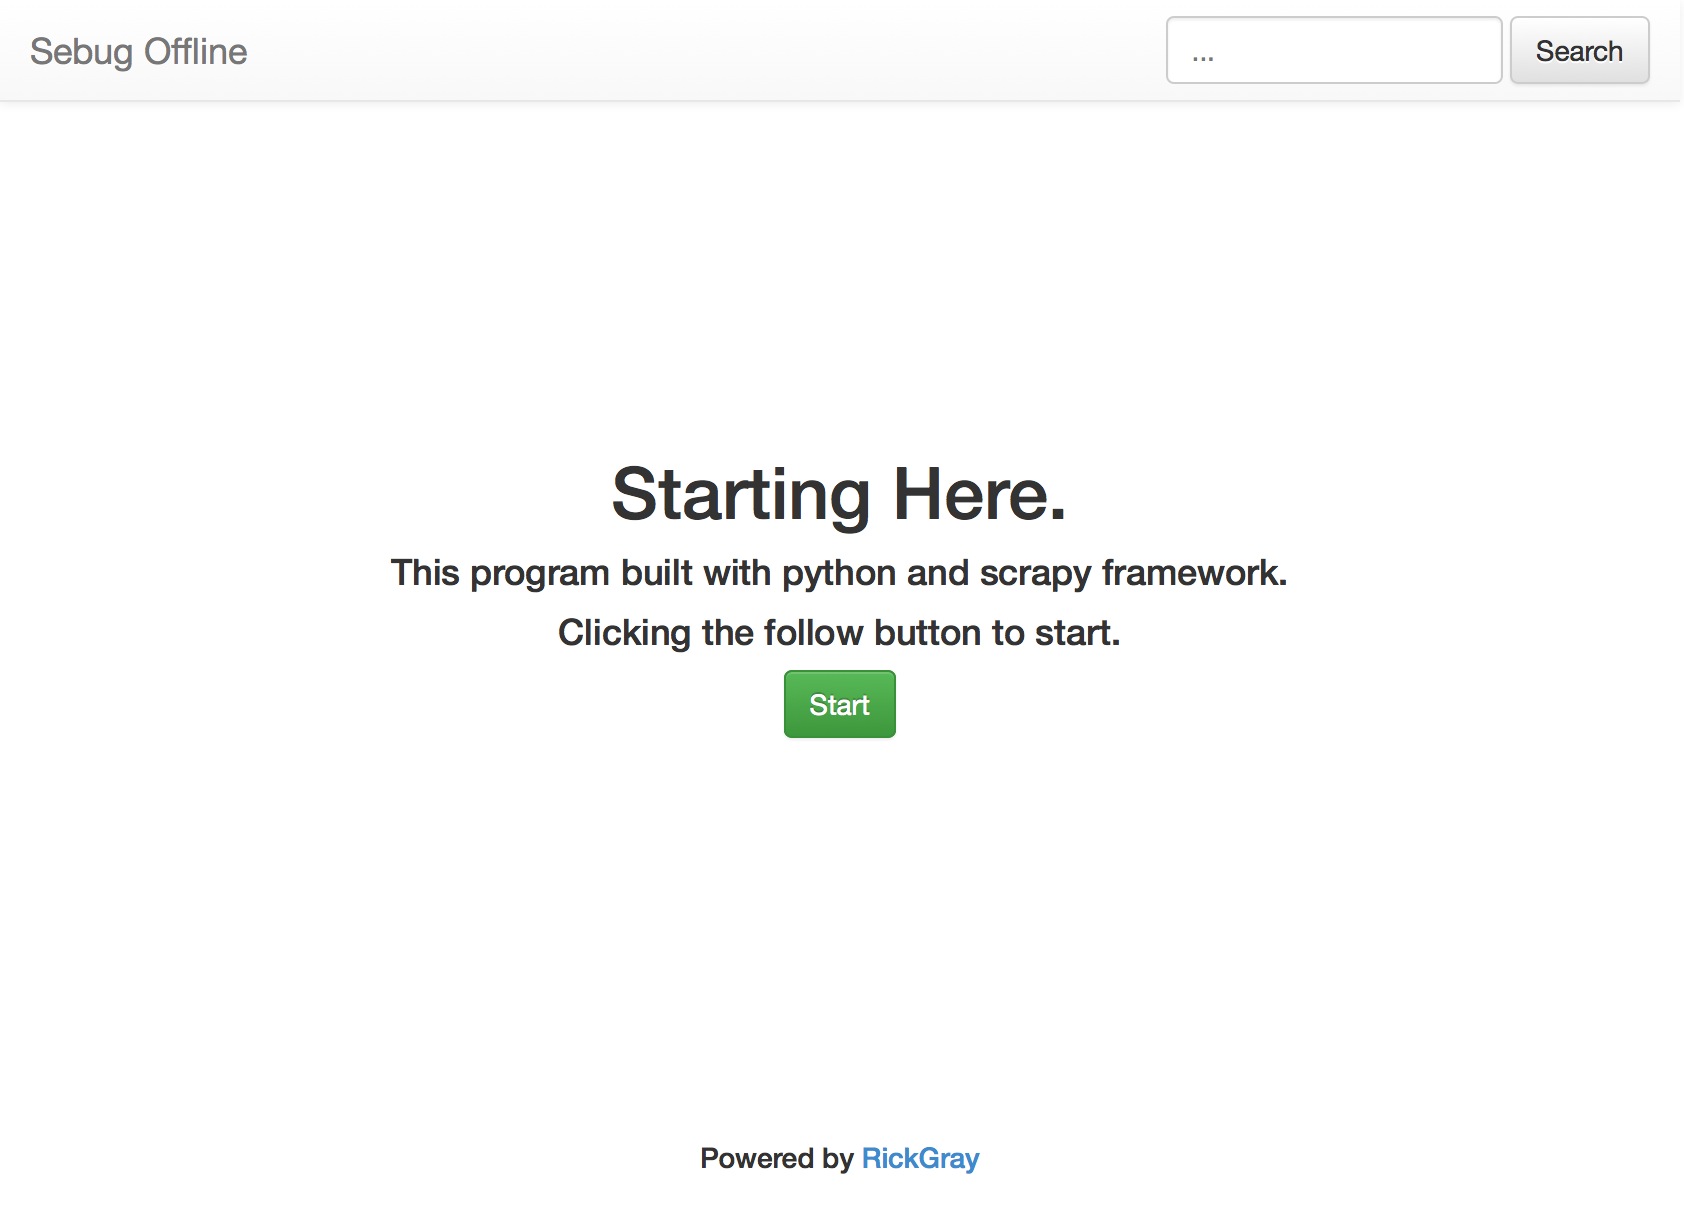 Sebug Offline
...
Search
Starting Here.
This program built with python and scrapy framework.
Clicking the follow button to start.
Start
Powered by RickGray